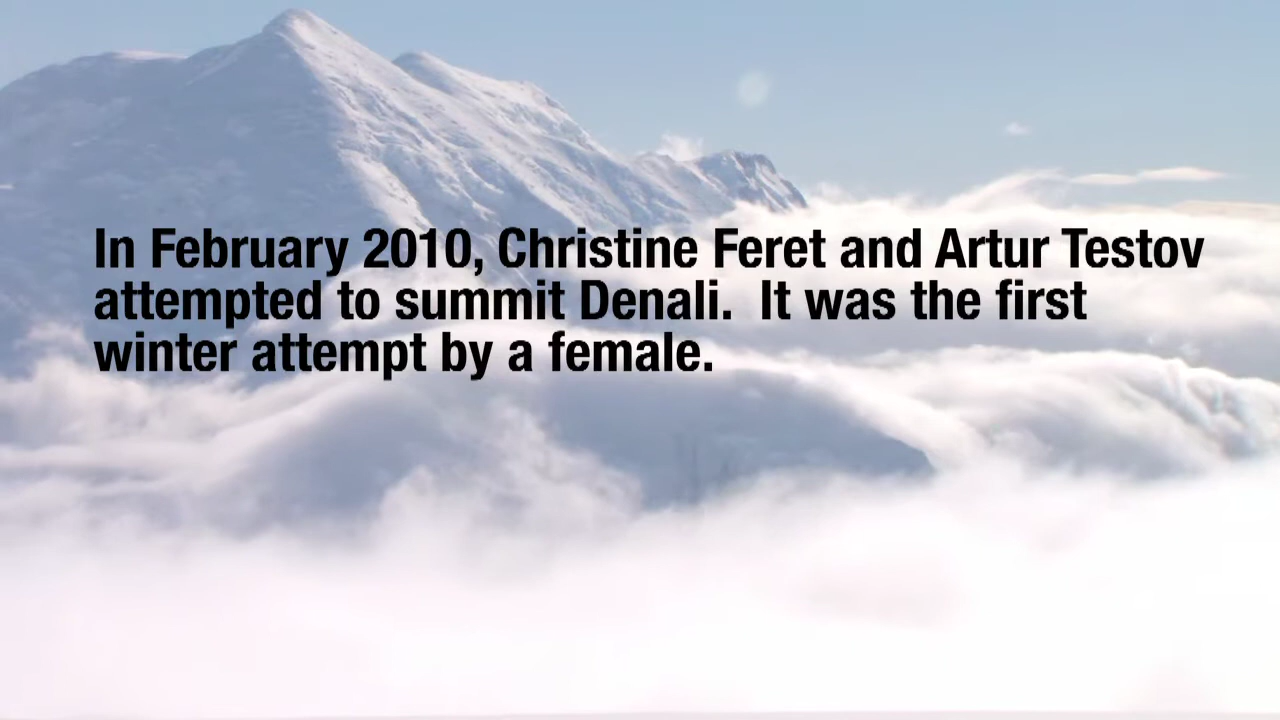 In February 2010, Christine Feret and Artur Testov
attempted to summit Denali.  It was the first
winter attempt by a female.